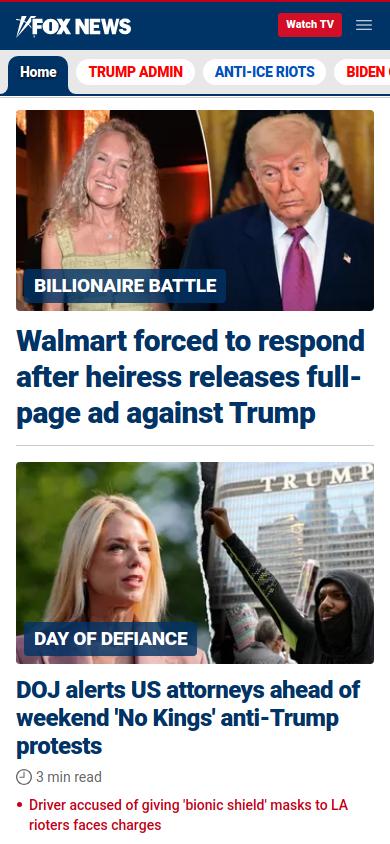 FOX NEWS
Watch TV
Home
TRUMP ADMIN
ANTI-ICE RIOTS
BIDEN
BILLIONAIRE BATTLE
Walmart forced to respond
after heiress releases full-
page ad against Trump
TRUMP
DAY OF DEFIANCE
DOJ alerts US attorneys ahead of
weekend 'No Kings' anti-Trump
protests
3 min read
• Driver accused of giving 'bionic shield' masks to LA
rioters faces charges